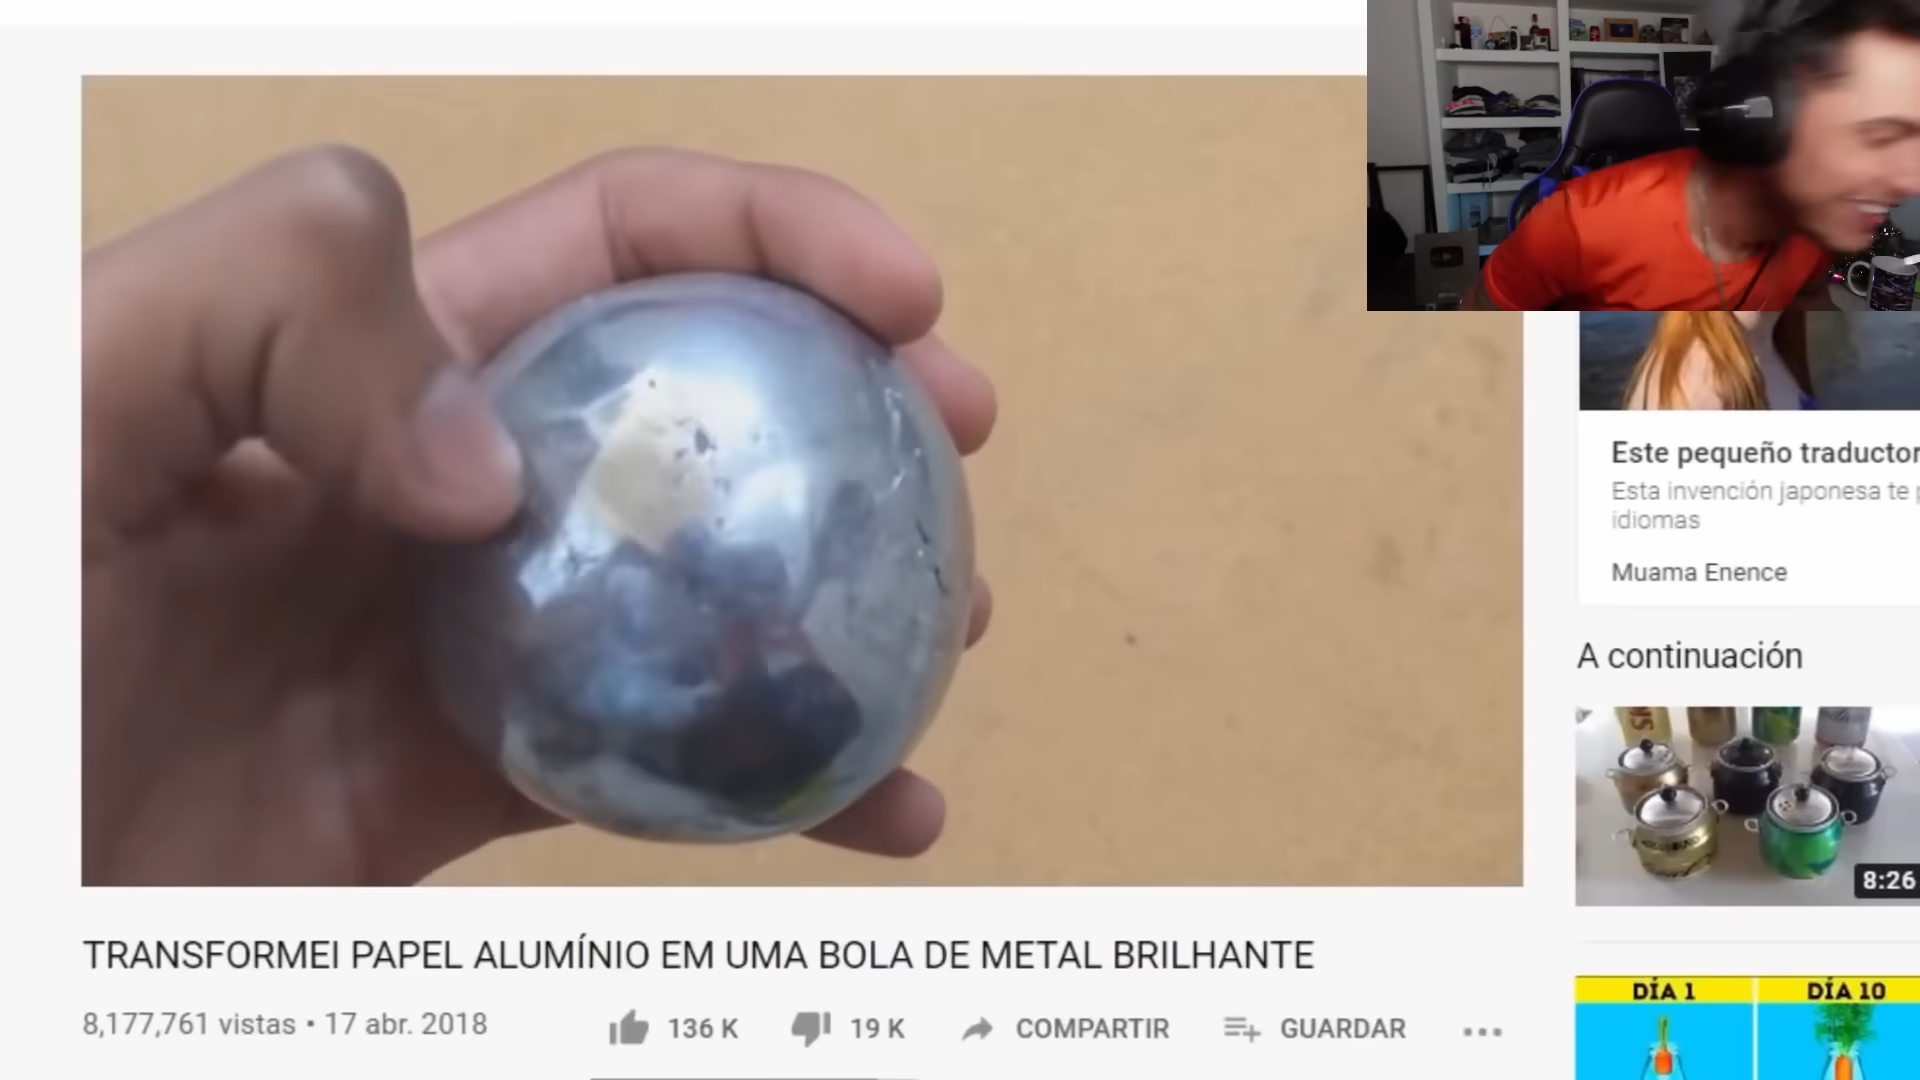 Este pequeño traductor
Esta invención japonesa te
idiomas
Muama Enence
A continuación
8:26
TRANSFORMEI PAPEL ALUMÍNIO EM UMA BOLA DE METAL BRILHANTE
8,177,761 vistas • 17 abr. 2018
136 K
19 K
COMPARTIR
GUARDAR
DÍA 1
DÍA 10